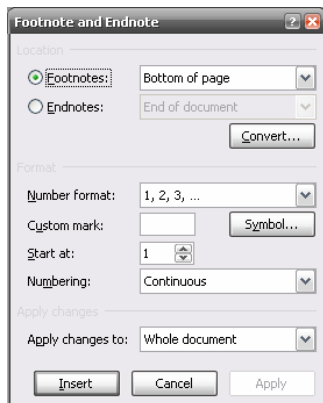 Footnote and Endnote
Location
Footnotes: Bottom of page
Endnotes: End of document
Convert...
Format
Number format: 1, 2, 3, ...
Custom mark: Symbol...
Start at: 1
Numbering: Continuous
Apply changes
Apply changes to: Whole document
Insert Cancel Apply